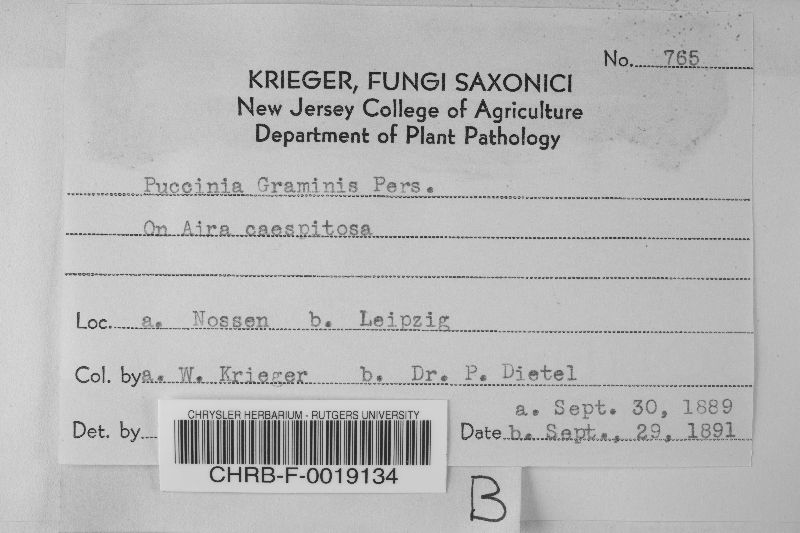 No. 765
KRIEGER, FUNGI SAXONICI
New Jersey College of Agriculture
Department of Plant Pathology
Puccinia Graminis Pers.
On Aira caespitosa
Loc. a. Nossen b. Leipzig
Col. by a. W. Krieger b. Dr. P. Dietel
a. Sept. 30, 1889
Det. by
Date b. Sept., 29, 1891
CHRYSLER HERBARIUM - RUTGERS UNIVERSITY
CHRB-F-0019134
B